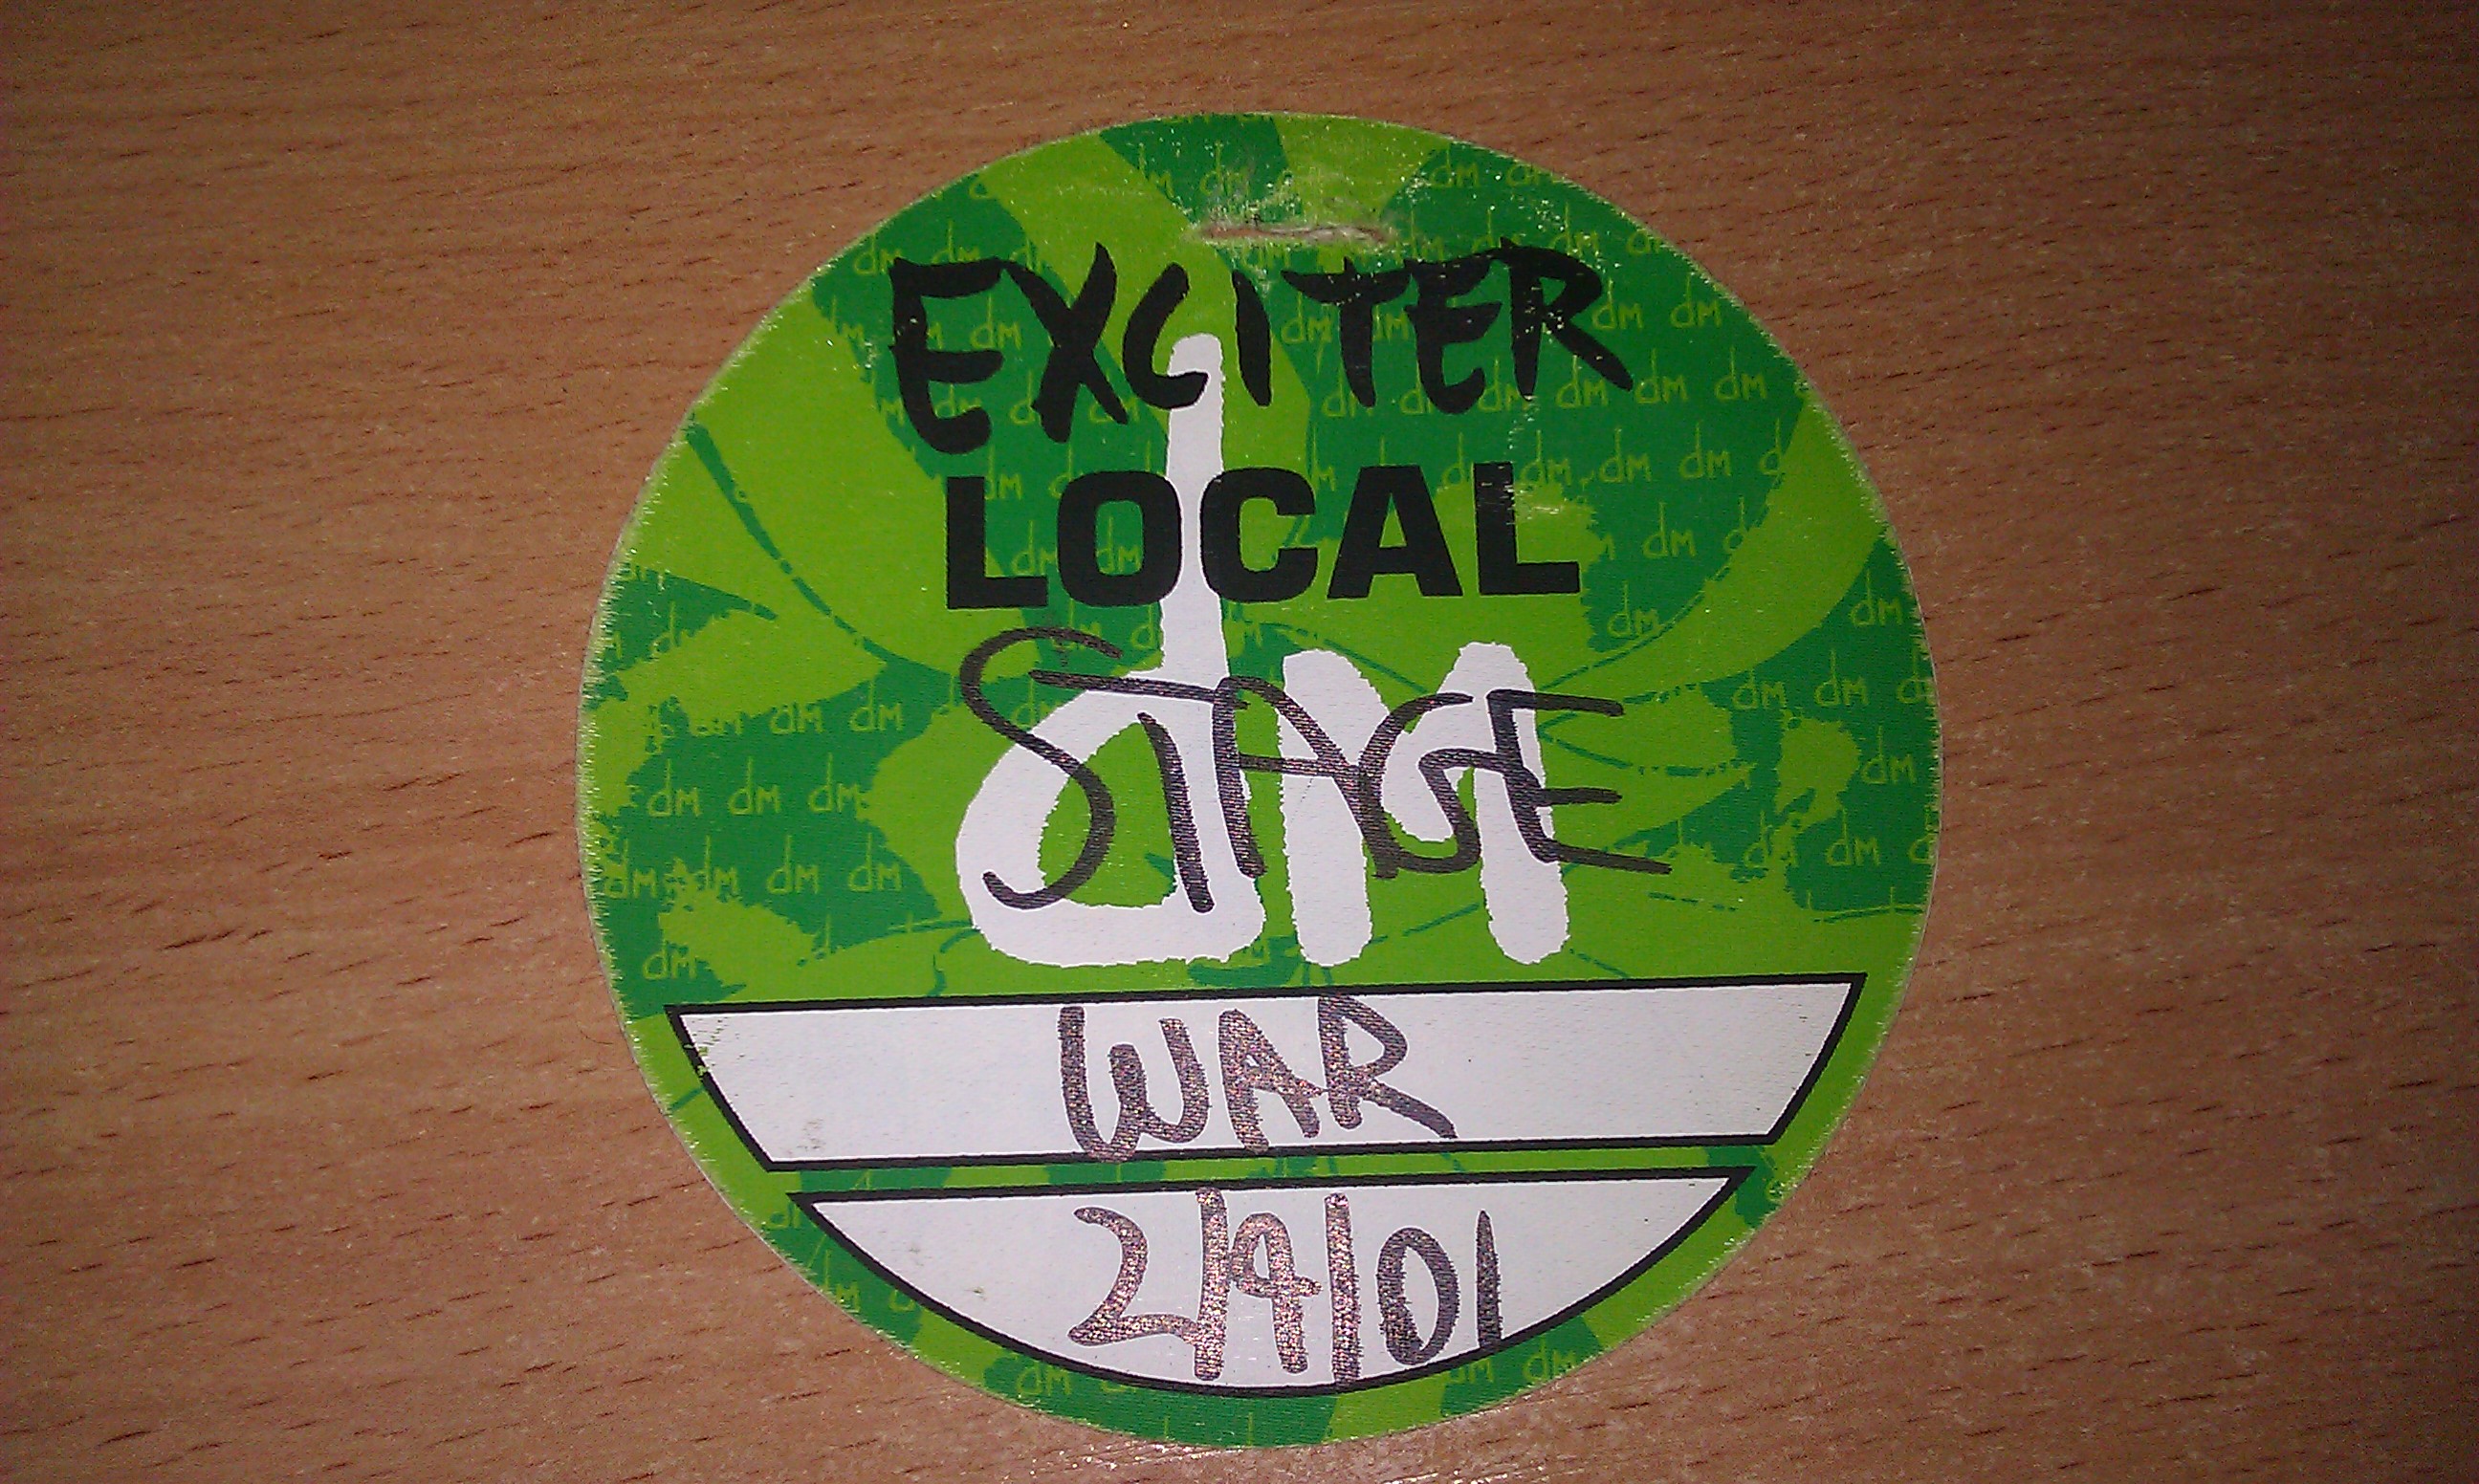 EXCITER
LOCAL
dM
STAGE
WAR
2/9/01